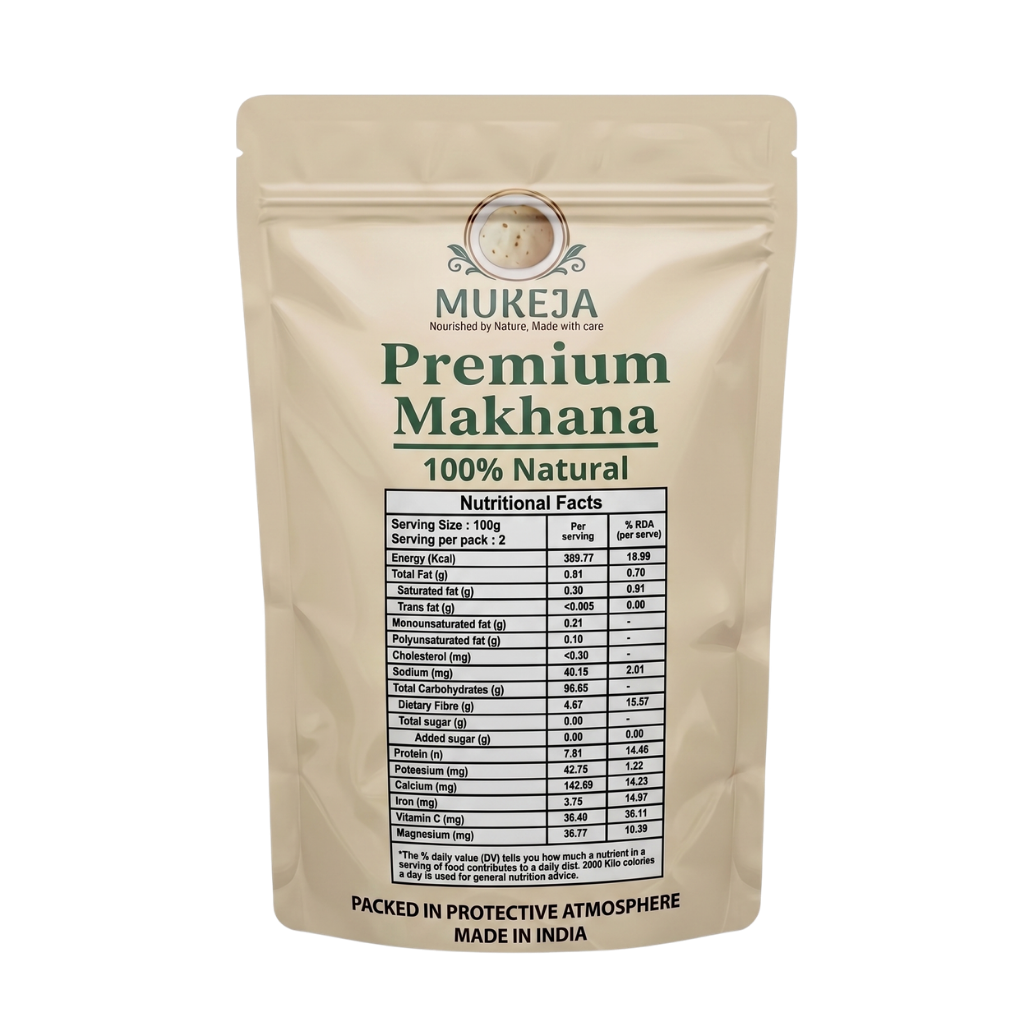 MUKEJA
Nourished by Nature, Made with care
Premium
Makhana
100% Natural
Nutritional Facts
Serving Size : 100g
Serving per pack : 2
Per serving
% RDA (per serve)
Energy (Kcal) 389.77 18.99
Total Fat (g) 0.81 0.70
Saturated fat (g) 0.30 0.91
Trans fat (g) <0.005 0.00
Monounsaturated fat (g) 0.21 -
Polyunsaturated fat (g) 0.10 -
Cholesterol (mg) <0.30 -
Sodium (mg) 40.15 2.01
Total Carbohydrates (g) 96.65 -
Dietary Fibre (g) 4.67 15.57
Total sugar (g) 0.00 -
Added sugar (g) 0.00 0.00
Protein (n) 7.81 14.46
Poteesium (mg) 42.75 1.22
Calcium (mg) 142.69 14.23
Iron (mg) 3.75 14.97
Vitamin C (mg) 36.40 36.11
Magnesium (mg) 36.77 10.39
*The % daily value (DV) tells you how much a nutrient in a
serving of food contributes to a daily dist. 2000 Kilo colories
a day is used for general nutrition advice.
PACKED IN PROTECTIVE ATMOSPHERE
MADE IN INDIA